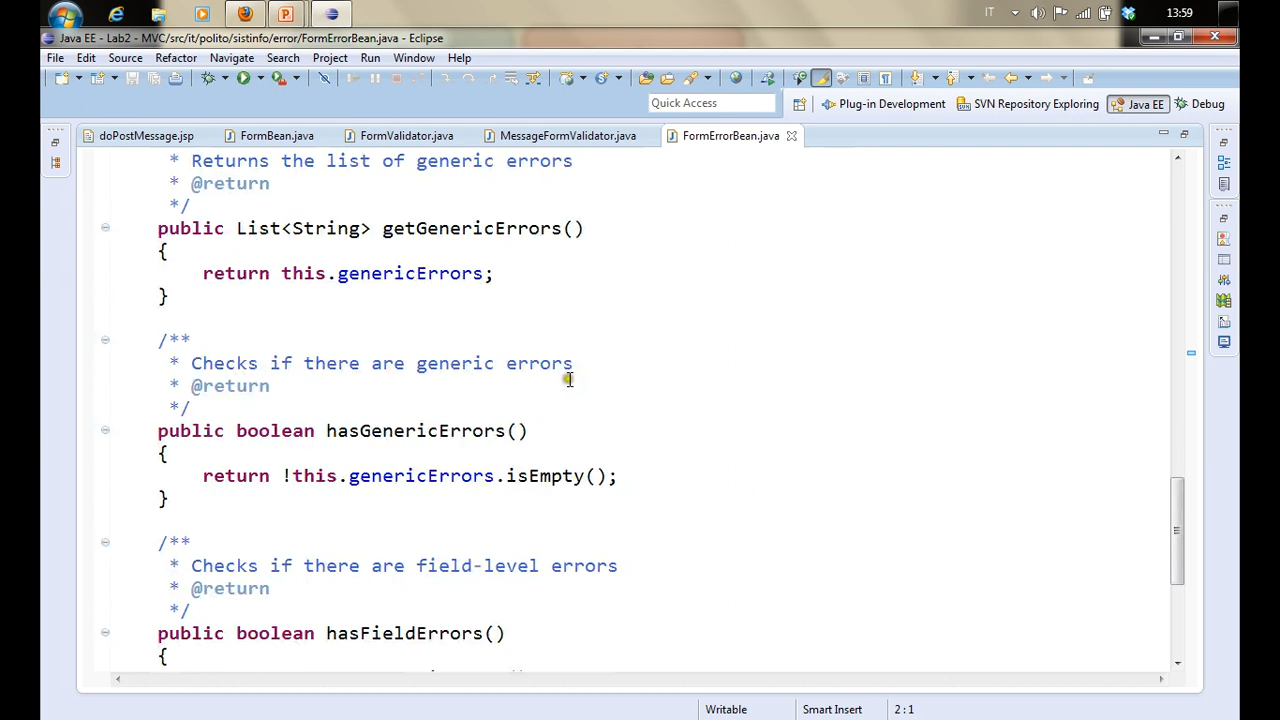 IT
13:59
Java EE - Lab2 - MVC/src/it/polito/sistinfo/error/FormErrorBean.java - Eclipse
File Edit Source Refactor Navigate Search Project Run Window Help
Quick Access
Plug-in Development
SVN Repository Exploring
Java EE
Debug
doPostMessage.jsp
FormBean.java
FormValidator.java
MessageFormValidator.java
FormErrorBean.java
* Returns the list of generic errors
* @return
*/
public List<String> getGenericErrors()
{
return this.genericErrors;
}
/**
* Checks if there are generic errors
* @return
*/
public boolean hasGenericErrors()
{
return !this.genericErrors.isEmpty();
}
/**
* Checks if there are field-level errors
* @return
*/
public boolean hasFieldErrors()
{
Writable
Smart Insert
2 : 1